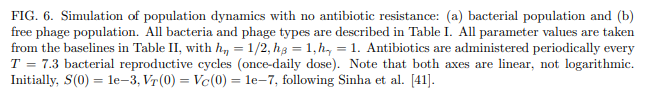 FIG. 6. Simulation of population dynamics with no antibiotic resistance: (a) bacterial population and (b)
free phage population. All bacteria and phage types are described in Table I. All parameter values are taken
from the baselines in Table II, with hη = 1/2, hβ = 1, hγ = 1. Antibiotics are administered periodically every
T = 7.3 bacterial reproductive cycles (once-daily dose). Note that both axes are linear, not logarithmic.
Initially, S(0) = 1e−3, VT(0) = VC(0) = 1e−7, following Sinha et al. [41].